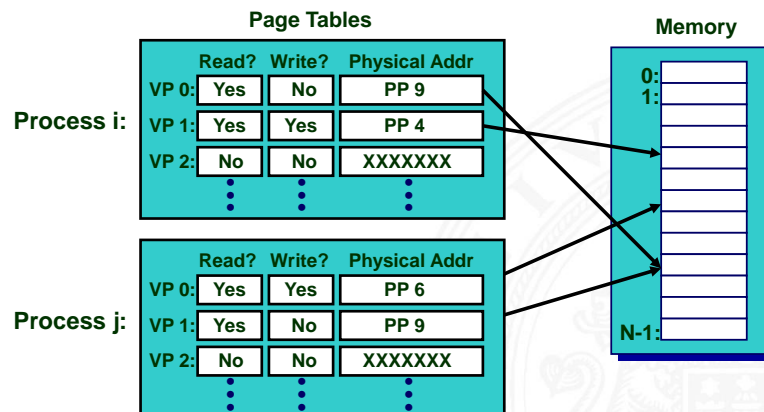 Page Tables
Memory
Read? Write? Physical Addr
VP 0: Yes No PP 9
Process i: VP 1: Yes Yes PP 4
VP 2: No No XXXXXXX
0:
1:
N-1:
Read? Write? Physical Addr
VP 0: Yes Yes PP 6
Process j: VP 1: Yes No PP 9
VP 2: No No XXXXXXX